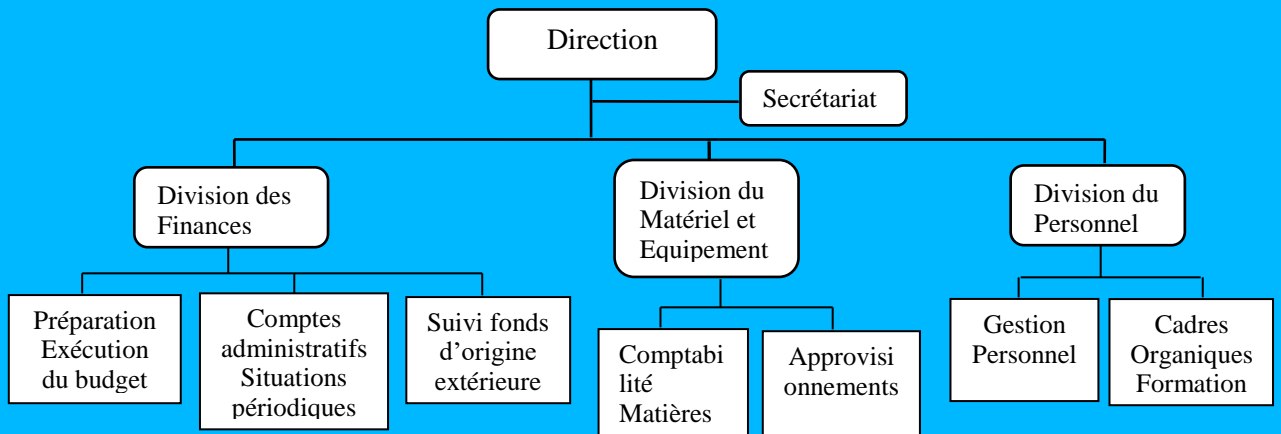 Direction
Secrétariat
Division des
Finances
Division du
Matériel et
Equipement
Division du
Personnel
Préparation
Exécution
du budget
Comptes
administratifs
Situations
périodiques
Suivi fonds
d’origine
extérieure
Comptabi
lité
Matières
Approvisi
onnements
Gestion
Personnel
Cadres
Organiques
Formation